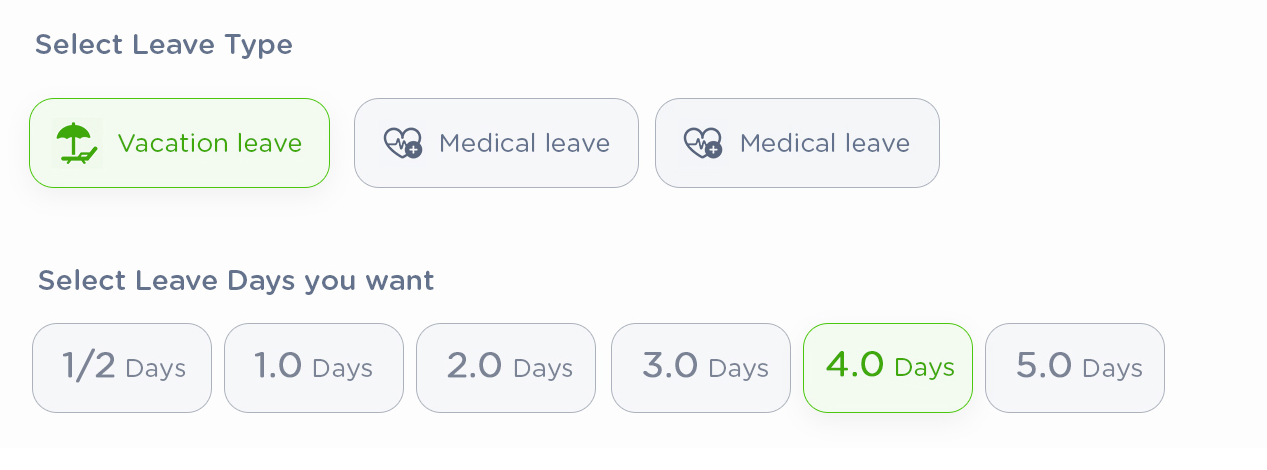 Select Leave Type
Vacation leave Medical leave Medical leave
Select Leave Days you want
1/2 Days 1.0 Days 2.0 Days 3.0 Days 4.0 Days 5.0 Days